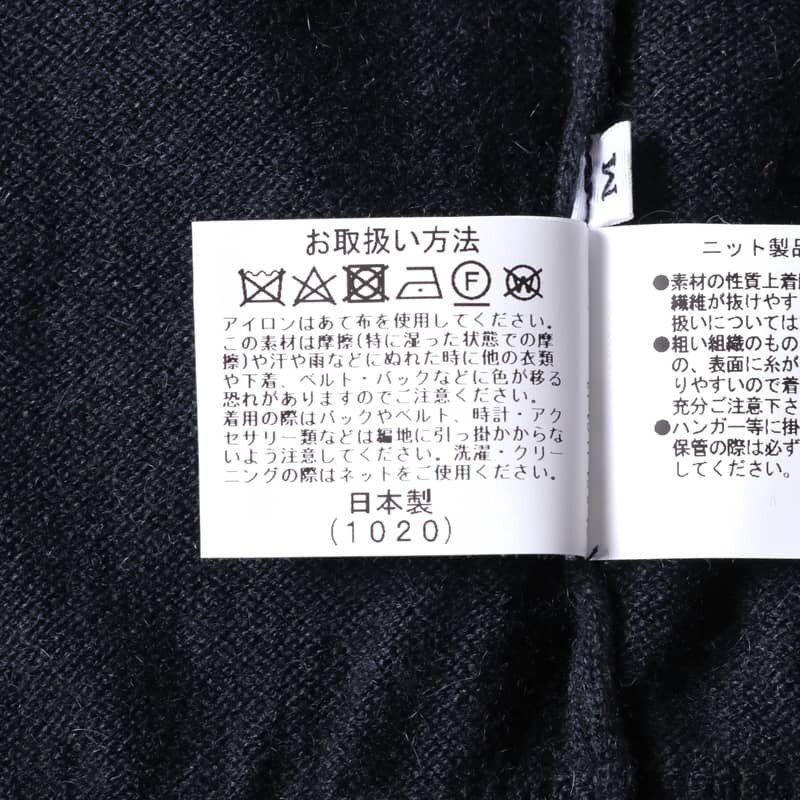 M
お取扱い方法
F W
アイロンはあて布を使用してください。
この素材は摩擦(特に湿った状態での摩
擦)や汗や雨などにぬれた時に他の衣類
や下着、ベルト・バックなどに色が移る
恐れがありますのでご注意ください。
着用の際はバックやベルト、時計・アク
セサリー類などは編地に引っ掛かからな
いよう注意してください。洗濯・クリー
ニングの際はネットをご使用ください。
日本製
(1020)
ニット製品
●素材の性質上着
繊維が抜けやす
扱いについては
●粗い組織のもの
の、表面に糸が
りやすいので着
充分ご注意下さ
●ハンガー等に掛
保管の際は必ず
してください。